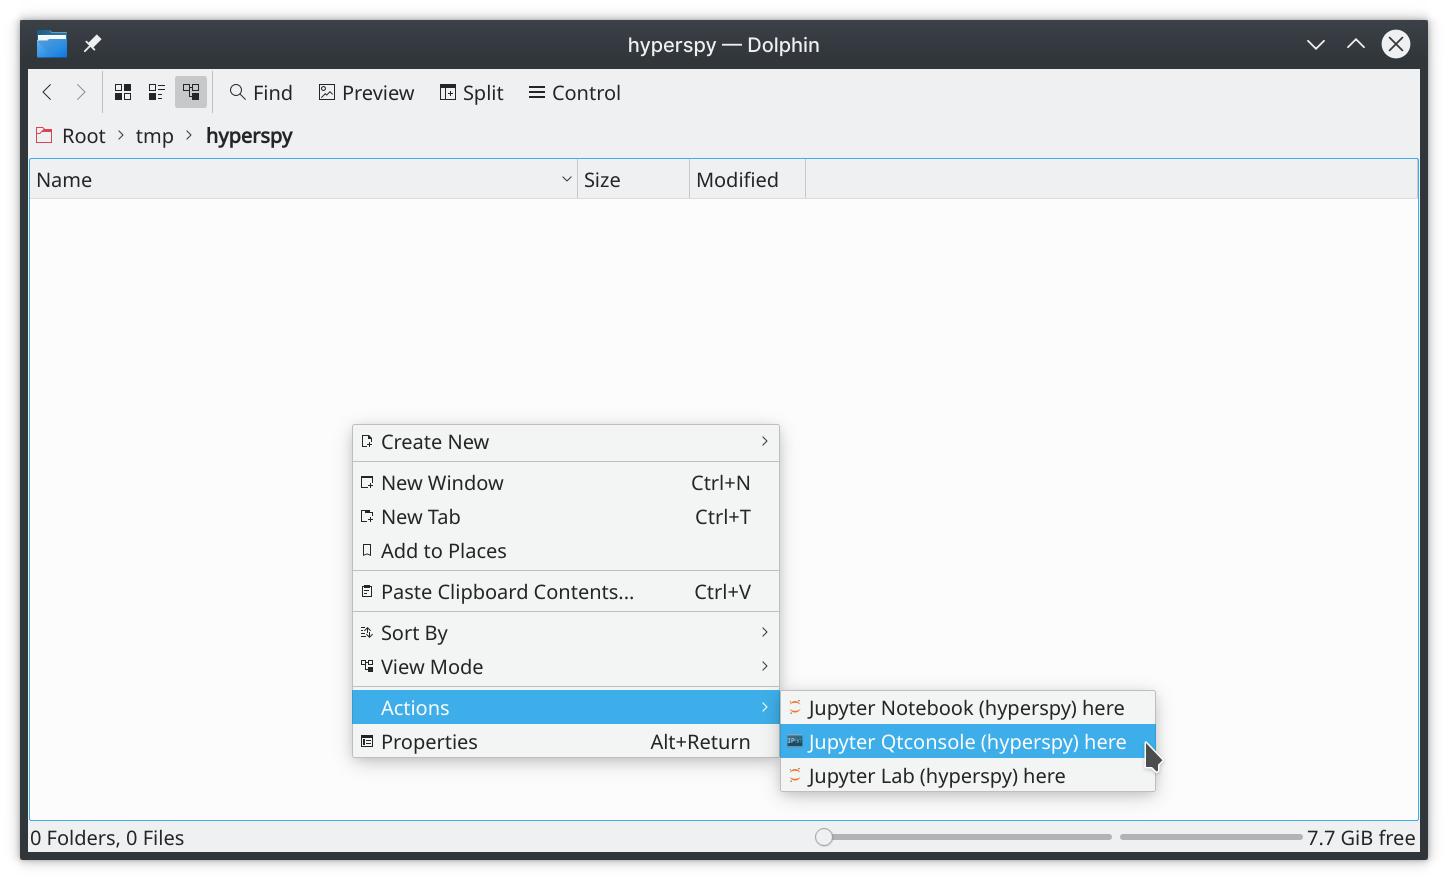 hyperspy — Dolphin
Find Preview Split Control
Root > tmp > hyperspy
Name Size Modified
Create New
New Window Ctrl+N
New Tab Ctrl+T
Add to Places
Paste Clipboard Contents... Ctrl+V
Sort By
View Mode
Actions
Properties Alt+Return
Jupyter Notebook (hyperspy) here
Jupyter Qtconsole (hyperspy) here
Jupyter Lab (hyperspy) here
0 Folders, 0 Files 7.7 GiB free